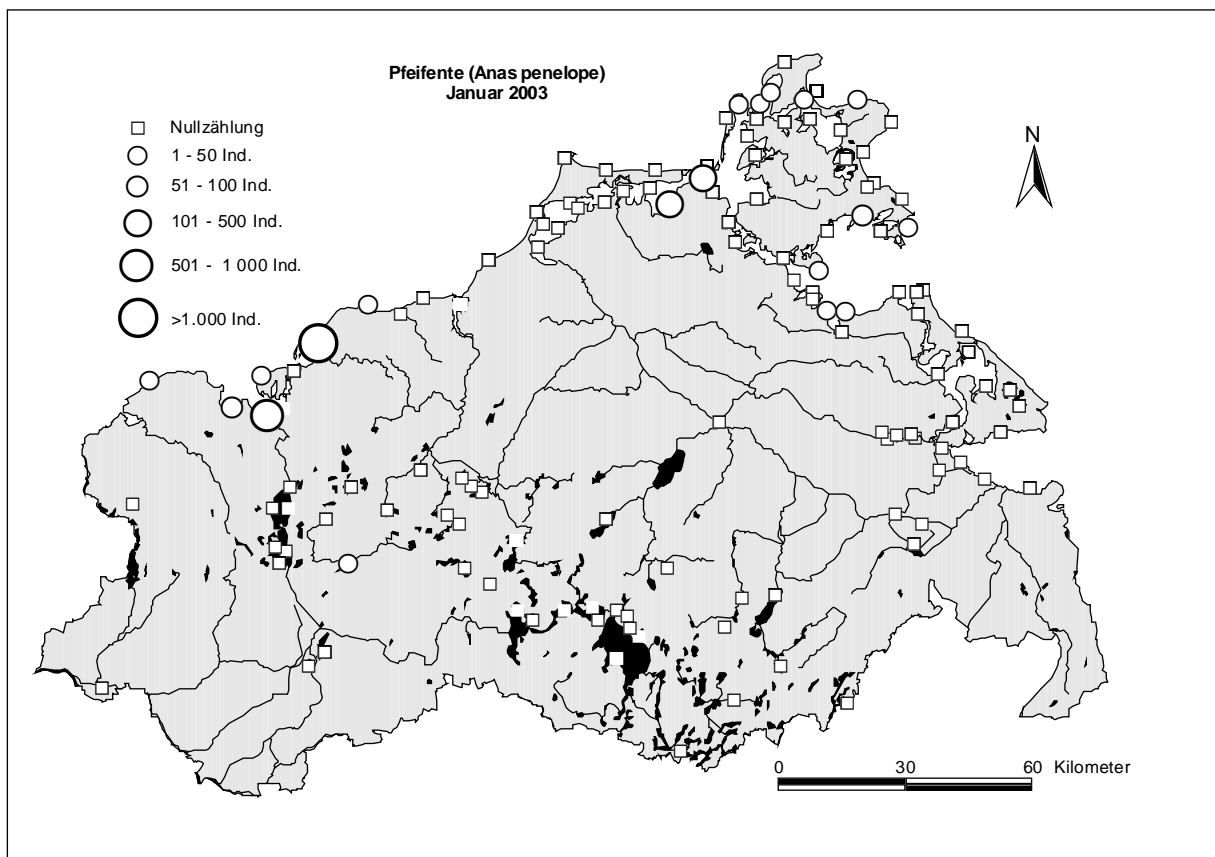 Pfeifente (Anas penelope)
Januar 2003
Nullzählung
1 - 50 Ind.
51 - 100 Ind.
101 - 500 Ind.
501 - 1 000 Ind.
>1.000 Ind.
N
0 30 60 Kilometer